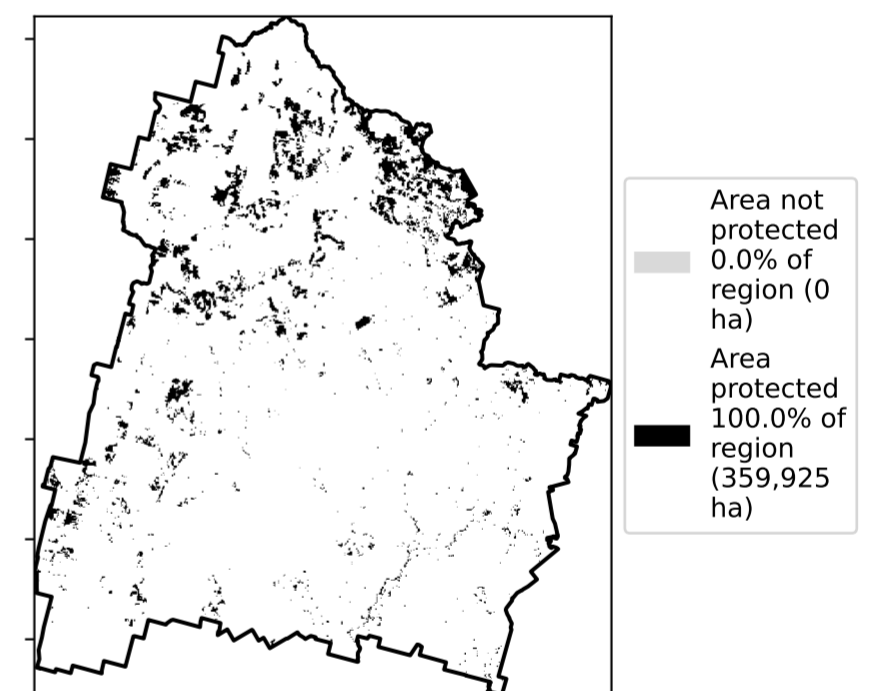 Area not
protected
0.0% of
region (0
ha)
Area
protected
100.0% of
region
(359,925
ha)